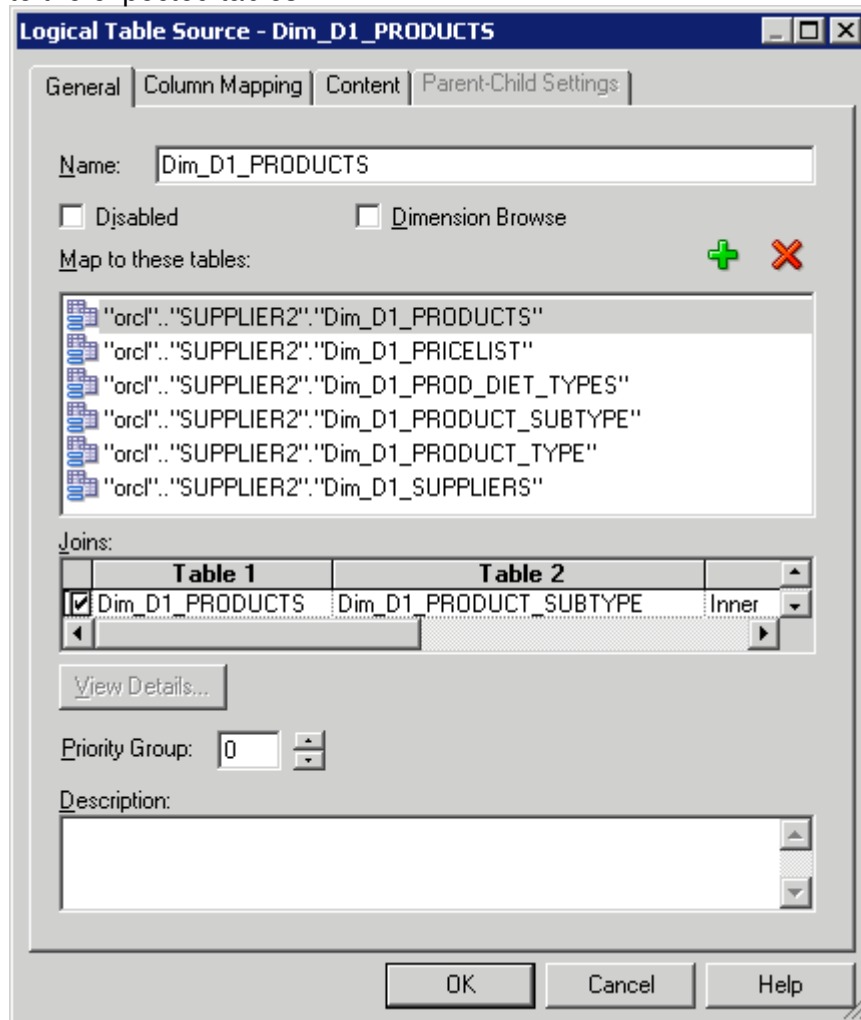 Logical Table Source - Dim_D1_PRODUCTS
General Column Mapping Content Parent-Child Settings
Name: Dim_D1_PRODUCTS
Disabled Dimension Browse
Map to these tables:
"orcl".."SUPPLIER2"."Dim_D1_PRODUCTS"
"orcl".."SUPPLIER2"."Dim_D1_PRICELIST"
"orcl".."SUPPLIER2"."Dim_D1_PROD_DIET_TYPES"
"orcl".."SUPPLIER2"."Dim_D1_PRODUCT_SUBTYPE"
"orcl".."SUPPLIER2"."Dim_D1_PRODUCT_TYPE"
"orcl".."SUPPLIER2"."Dim_D1_SUPPLIERS"
Joins:
Table 1 Table 2
Dim_D1_PRODUCTS Dim_D1_PRODUCT_SUBTYPE Inner
View Details...
Priority Group: 0
Description:
OK Cancel Help